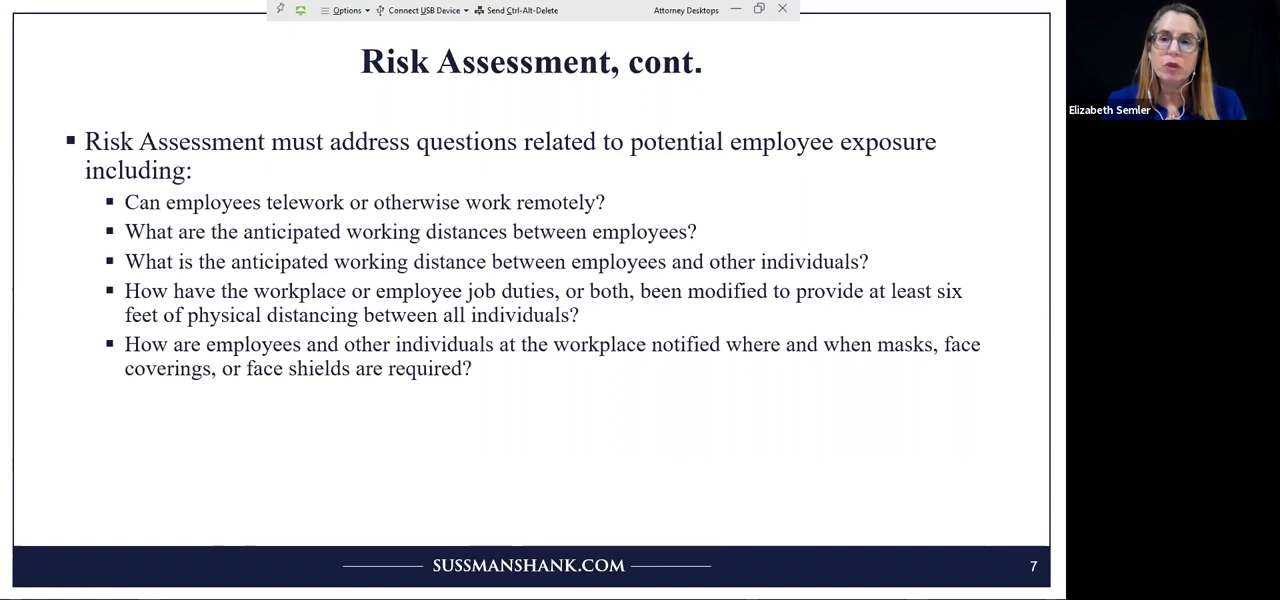 Options Connect USB Device Send Ctrl-Alt-Delete Attorney Desktops
Risk Assessment, cont.
Elizabeth Semler
Risk Assessment must address questions related to potential employee exposure
including:
Can employees telework or otherwise work remotely?
What are the anticipated working distances between employees?
What is the anticipated working distance between employees and other individuals?
How have the workplace or employee job duties, or both, been modified to provide at least six
feet of physical distancing between all individuals?
How are employees and other individuals at the workplace notified where and when masks, face
coverings, or face shields are required?
SUSSMANSHANK.COM
7